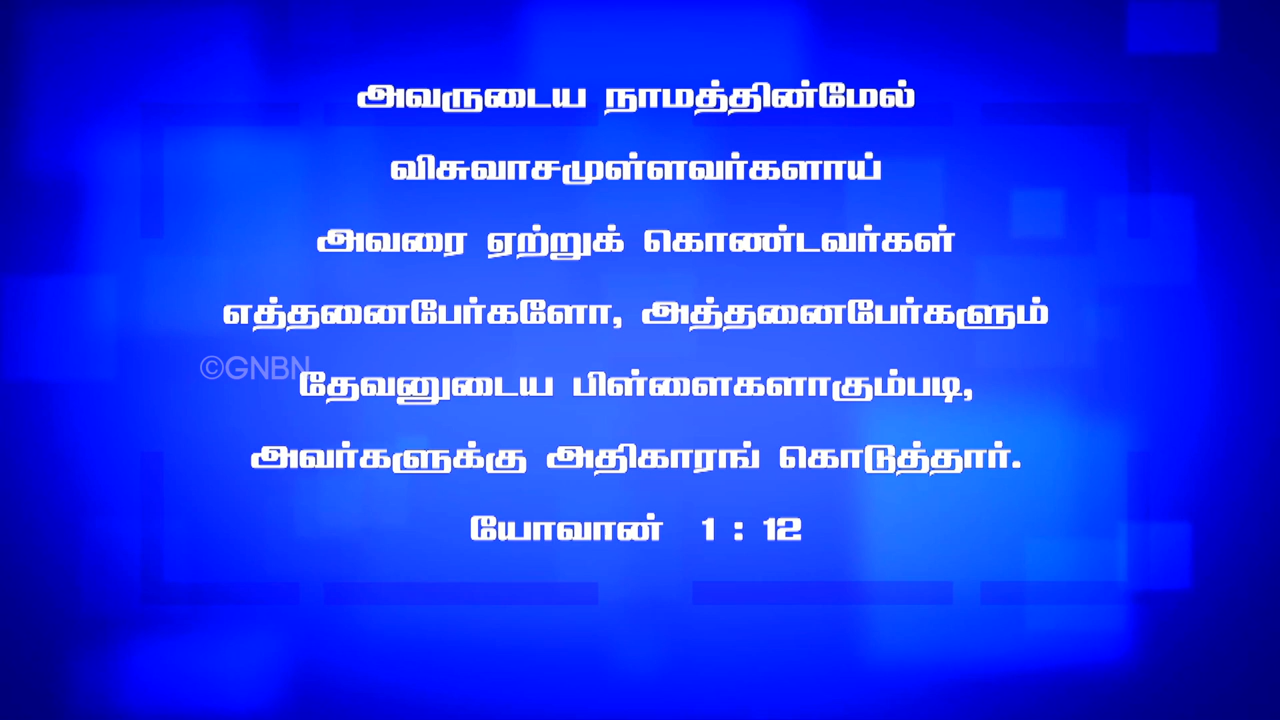 அவருடைய நாமத்தின்மேல்
விசுவாசமுள்ளவர்களாய்
அவரை ஏற்றுக் கொண்டவர்கள்
எத்தனைபேர்களோ, அத்தனைபேர்களும்
©GNBN
தேவனுடைய பிள்ளைகளாகும்படி,
அவர்களுக்கு அதிகாரங் கொடுத்தார்.
யோவான் 1 : 12